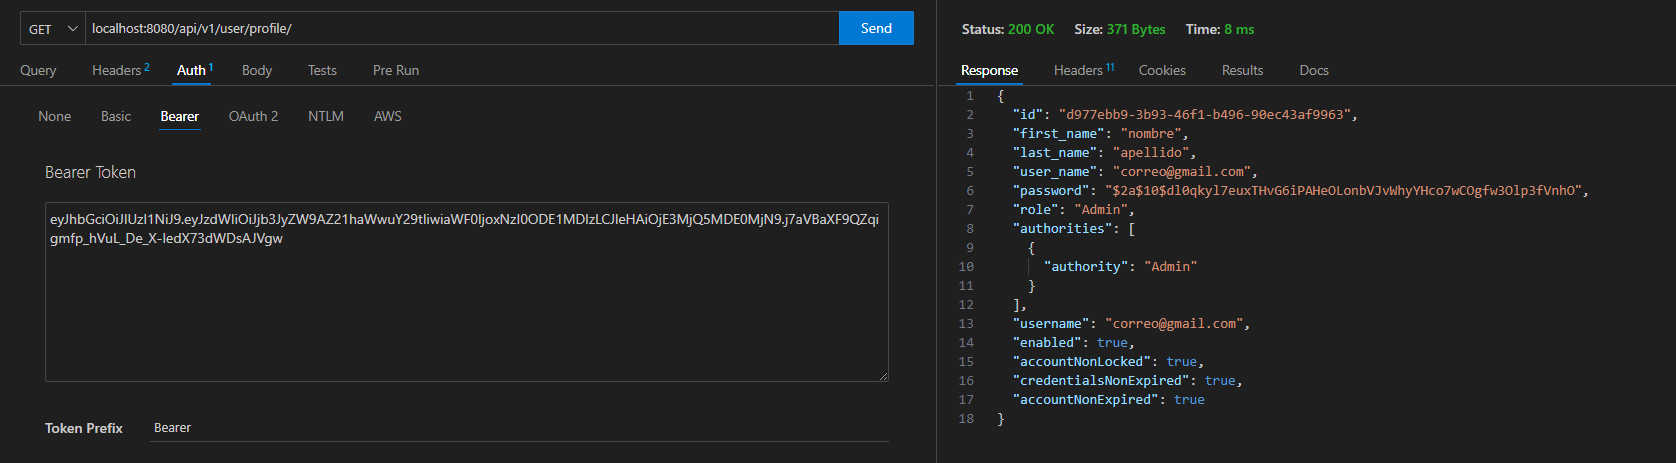 GET localhost:8080/api/v1/user/profile/ Send
Query Headers 2 Auth 1 Body Tests Pre Run
None Basic Bearer OAuth 2 NTLM AWS
Bearer Token
eyJhbGciOiJIUzI1NiJ9.eyJzdWIiOiJjb3JyZW9AZ21haWwuY29tIiwiaWF0IjoxNzI0ODE1MDIzLCJleHAiOjE3MjQ5MDE0MjN9.j7aVBaXF9QZqi
gmfp_hVuL_De_X-IedX73dWDsAJVgw
Token Prefix Bearer
Status: 200 OK Size: 371 Bytes Time: 8 ms
Response Headers 11 Cookies Results Docs
1 {
2 "id": "d977ebb9-3b93-46f1-b496-90ec43af9963",
3 "first_name": "nombre",
4 "last_name": "apellido",
5 "user_name": "correo@gmail.com",
6 "password": "$2a$10$dl0qkyl7euxTHvG6iPAHeOLonbVJvWhyYHco7wCOgfw3Olp3fVnhO",
7 "role": "Admin",
8 "authorities": [
9 {
10 "authority": "Admin"
11 }
12 ],
13 "username": "correo@gmail.com",
14 "enabled": true,
15 "accountNonLocked": true,
16 "credentialsNonExpired": true,
17 "accountNonExpired": true
18 }